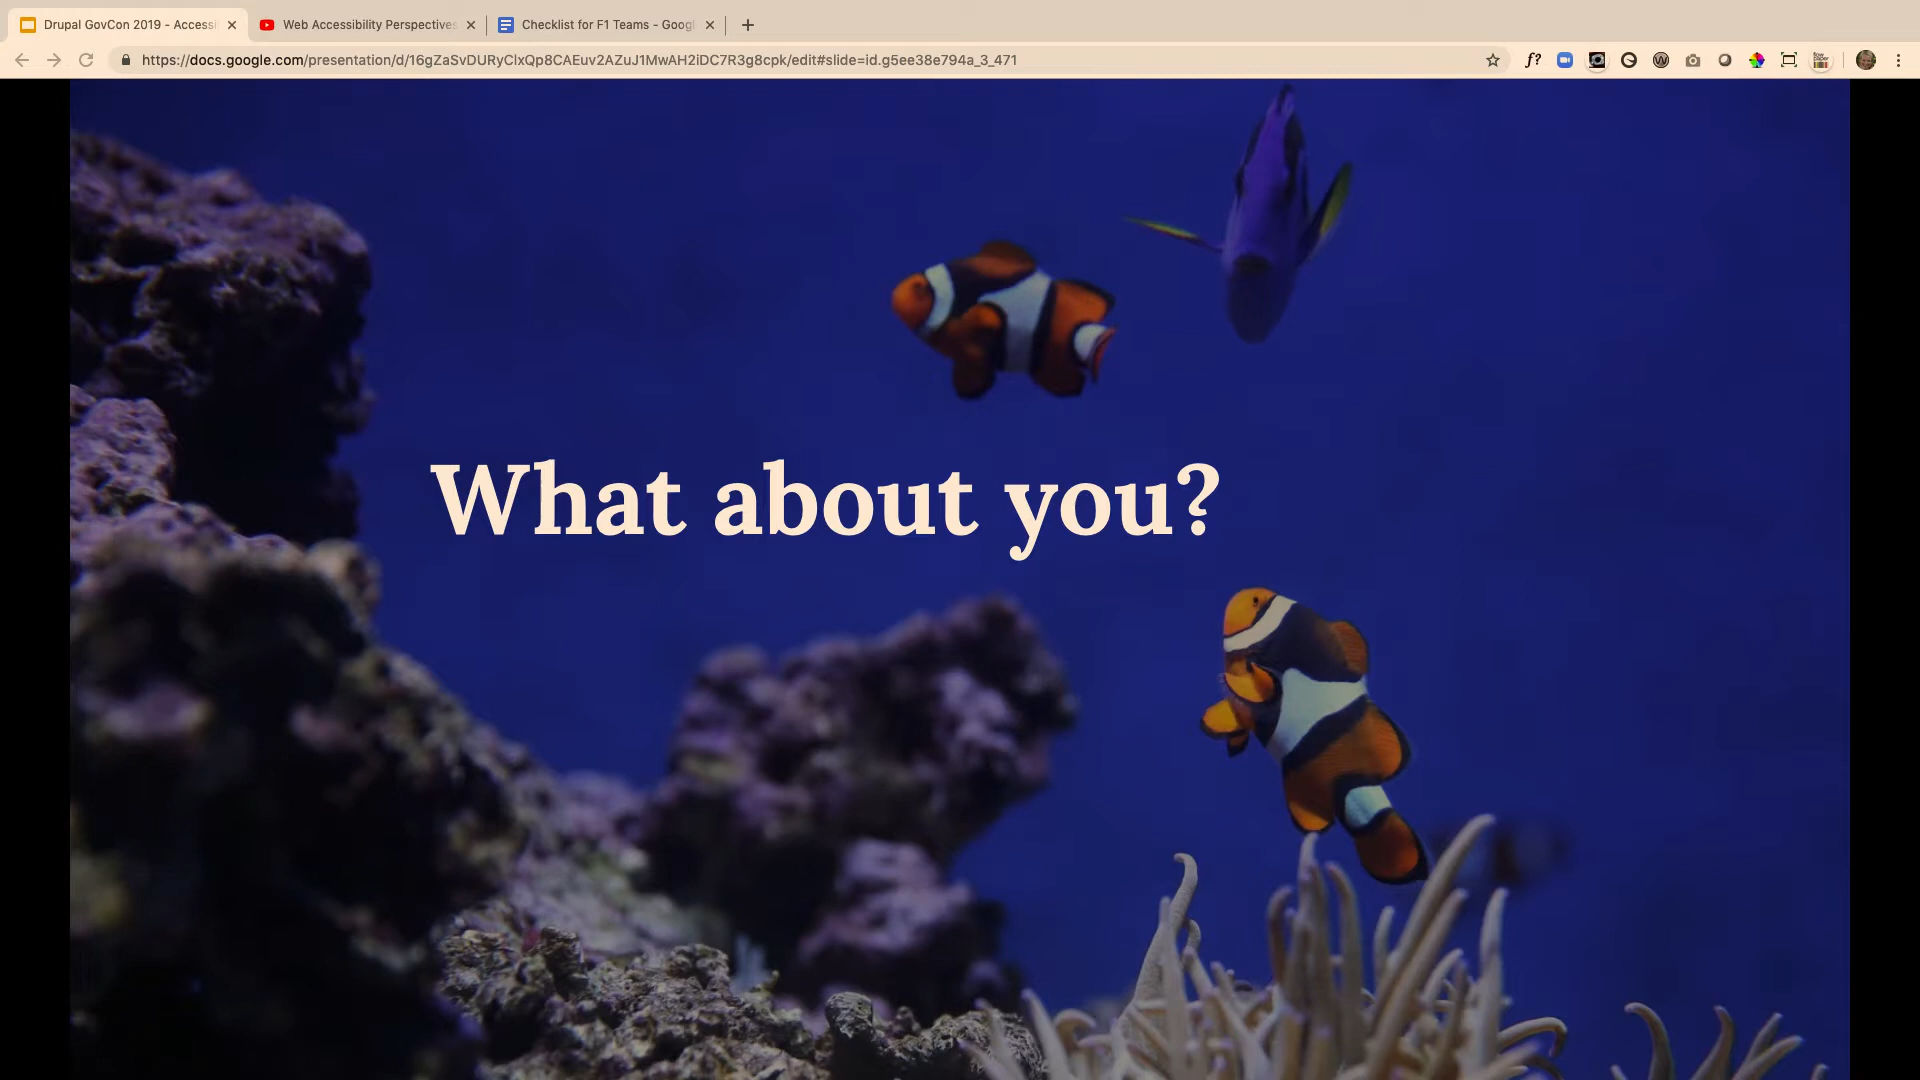 Drupal GovCon 2019 - Accessi
Web Accessibility Perspectives
Checklist for F1 Teams - Googl
https://docs.google.com/presentation/d/16gZaSvDURyClxQp8CAEuv2AZuJ1MwAH2iDC7R3g8cpk/edit#slide=id.g5ee38e794a_3_471
f?
What about you?